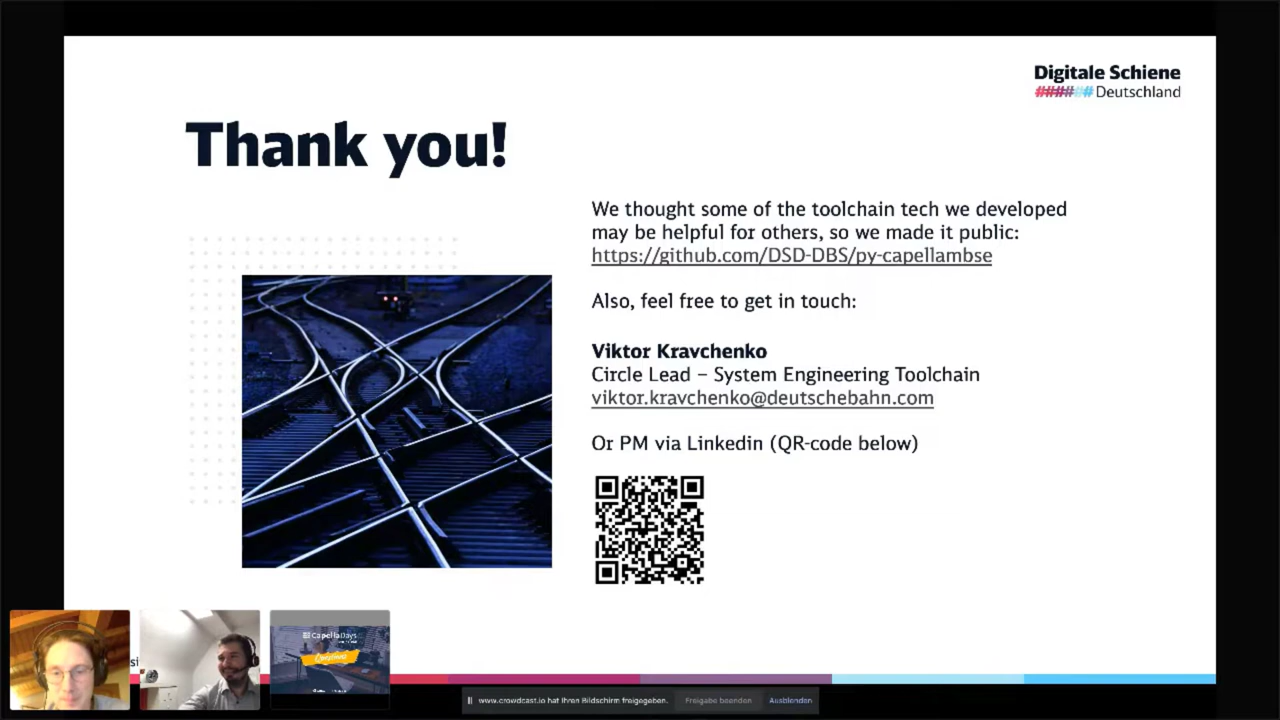 Digitale Schiene
###### Deutschland
Thank you!
We thought some of the toolchain tech we developed
may be helpful for others, so we made it public:
https://github.com/DSD-DBS/py-capellambse
Also, feel free to get in touch:
Viktor Kravchenko
Circle Lead – System Engineering Toolchain
viktor.kravchenko@deutschebahn.com
Or PM via Linkedin (QR-code below)
CapellaDays
Questions
si
www.crowdcast.io hat Ihren Bildschirm freigegeben.
Freigabe beenden
Ausblenden